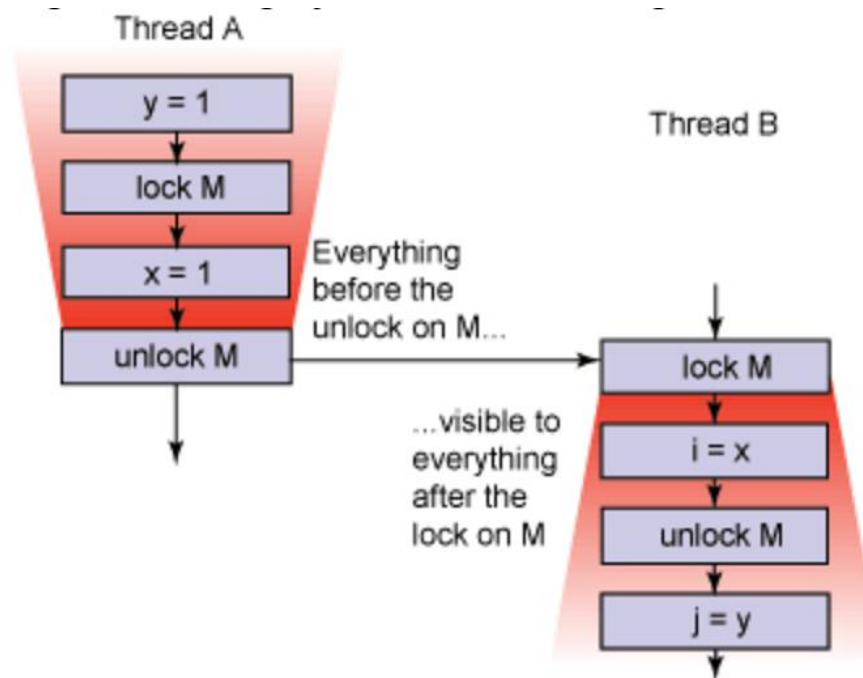 Thread A
y = 1
lock M
x = 1
unlock M
Everything
before the
unlock on M...
Thread B
lock M
...visible to
everything
after the
lock on M
i = x
unlock M
j = y